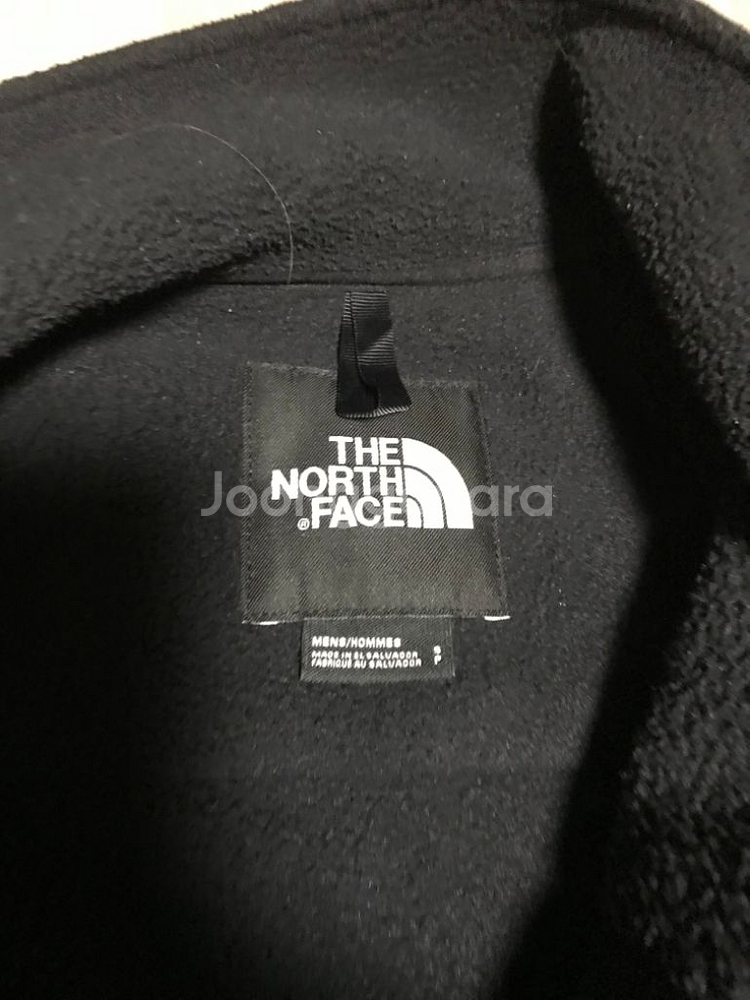 THE
NORTH
® FACE
MENS/HOMMES
MADE IN EL SALVADOR
FABRIQUÉ AU SALVADOR
S
P